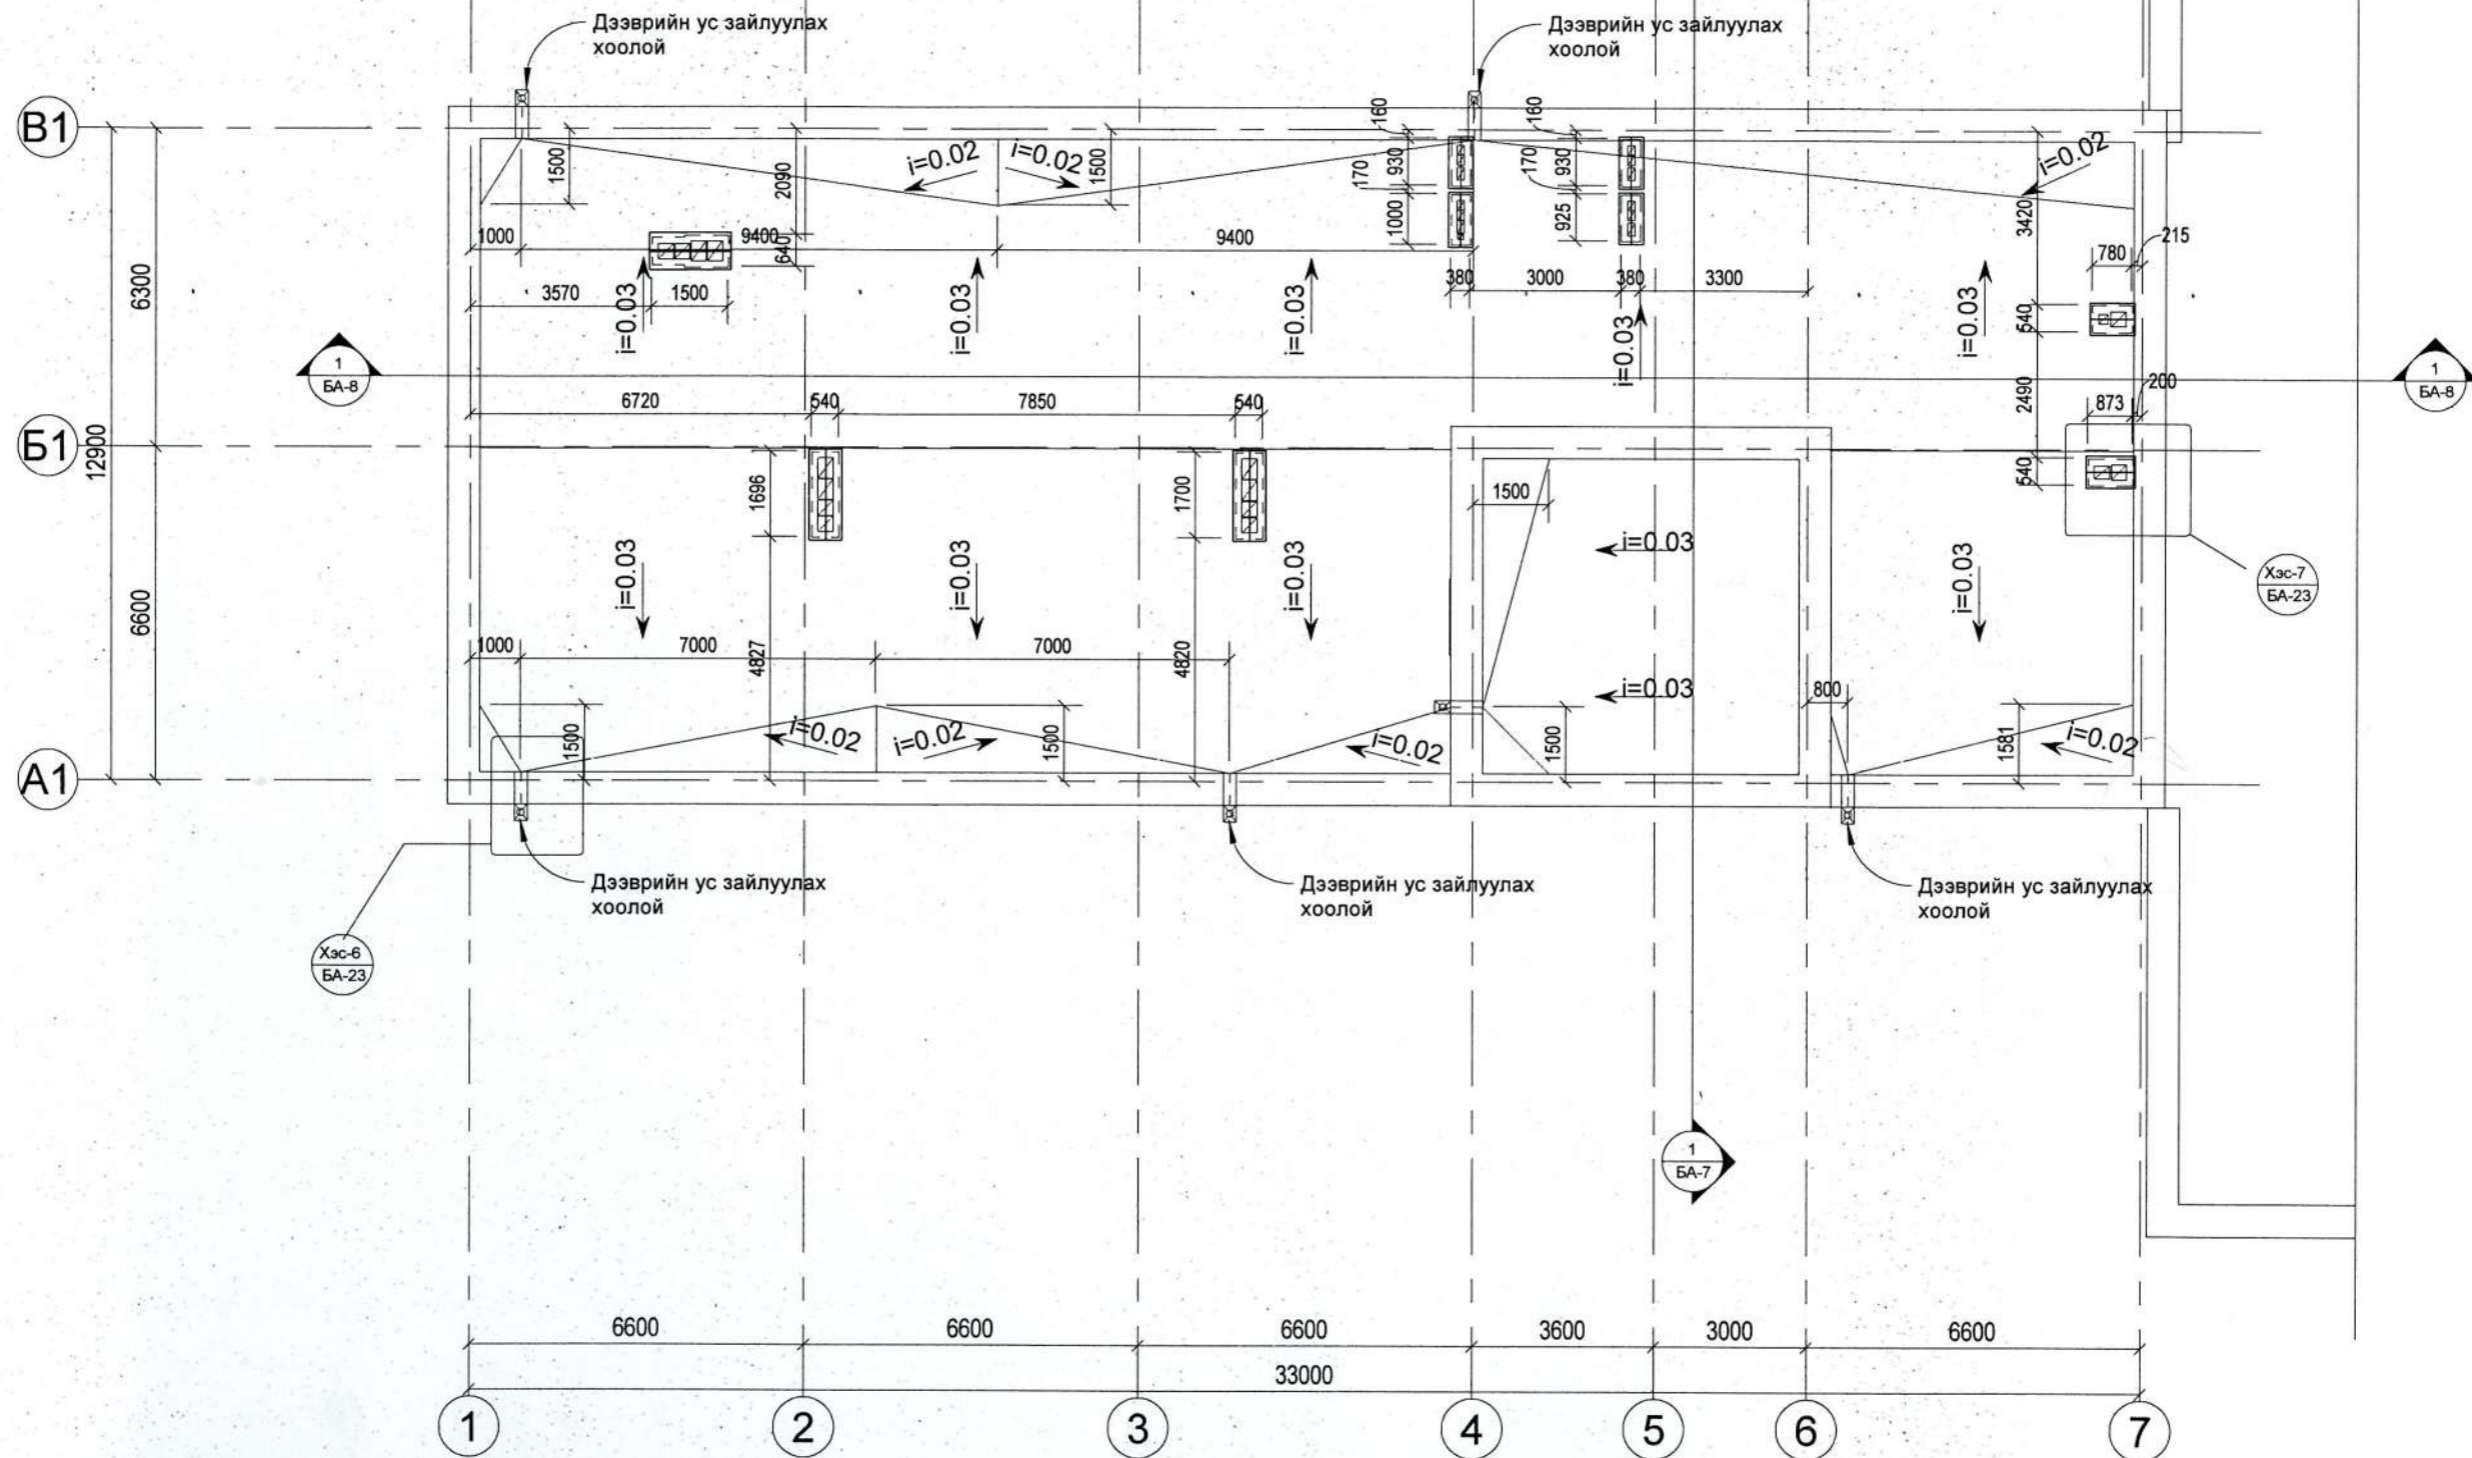 Дээврийн ус зайлуулах
хоолой
Дээврийн ус зайлуулах
хоолой
В1
160
160
1500
2090
i=0.02
i=0.02
1500
170
930
170
930
i=0.02
1000
9400
640
9400
1000
925
3420
215
780
6300
3570
1500
380
3000
380
3300
i=0.03
i=0.03
i=0.03
i=0.03
i=0.03
540
1
БА-8
1
БА-8
6720
540
7850
540
2490
200
873
Б1
12900
1696
1700
1500
540
i=0.03
i=0.03
i=0.03
i=0.03
i=0.03
Хэс-7
БА-23
6600
1000
7000
4827
7000
4820
i=0.03
800
1500
i=0.02
i=0.02
1500
i=0.02
1500
1581
i=0.02
А1
Дээврийн ус зайлуулах
хоолой
Дээврийн ус зайлуулах
хоолой
Дээврийн ус зайлуулах
хоолой
Хэс-6
БА-23
1
БА-7
6600
6600
6600
3600
3000
6600
33000
1
2
3
4
5
6
7